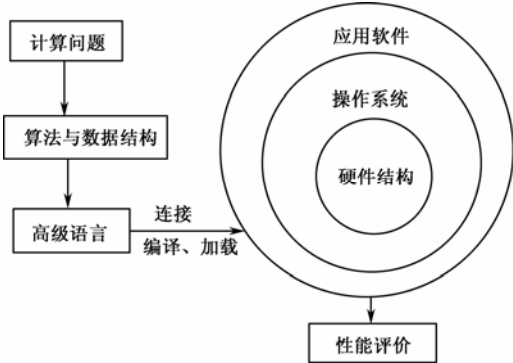 计算问题
算法与数据结构
高级语言
连接
编译、加载
应用软件
操作系统
硬件结构
性能评价